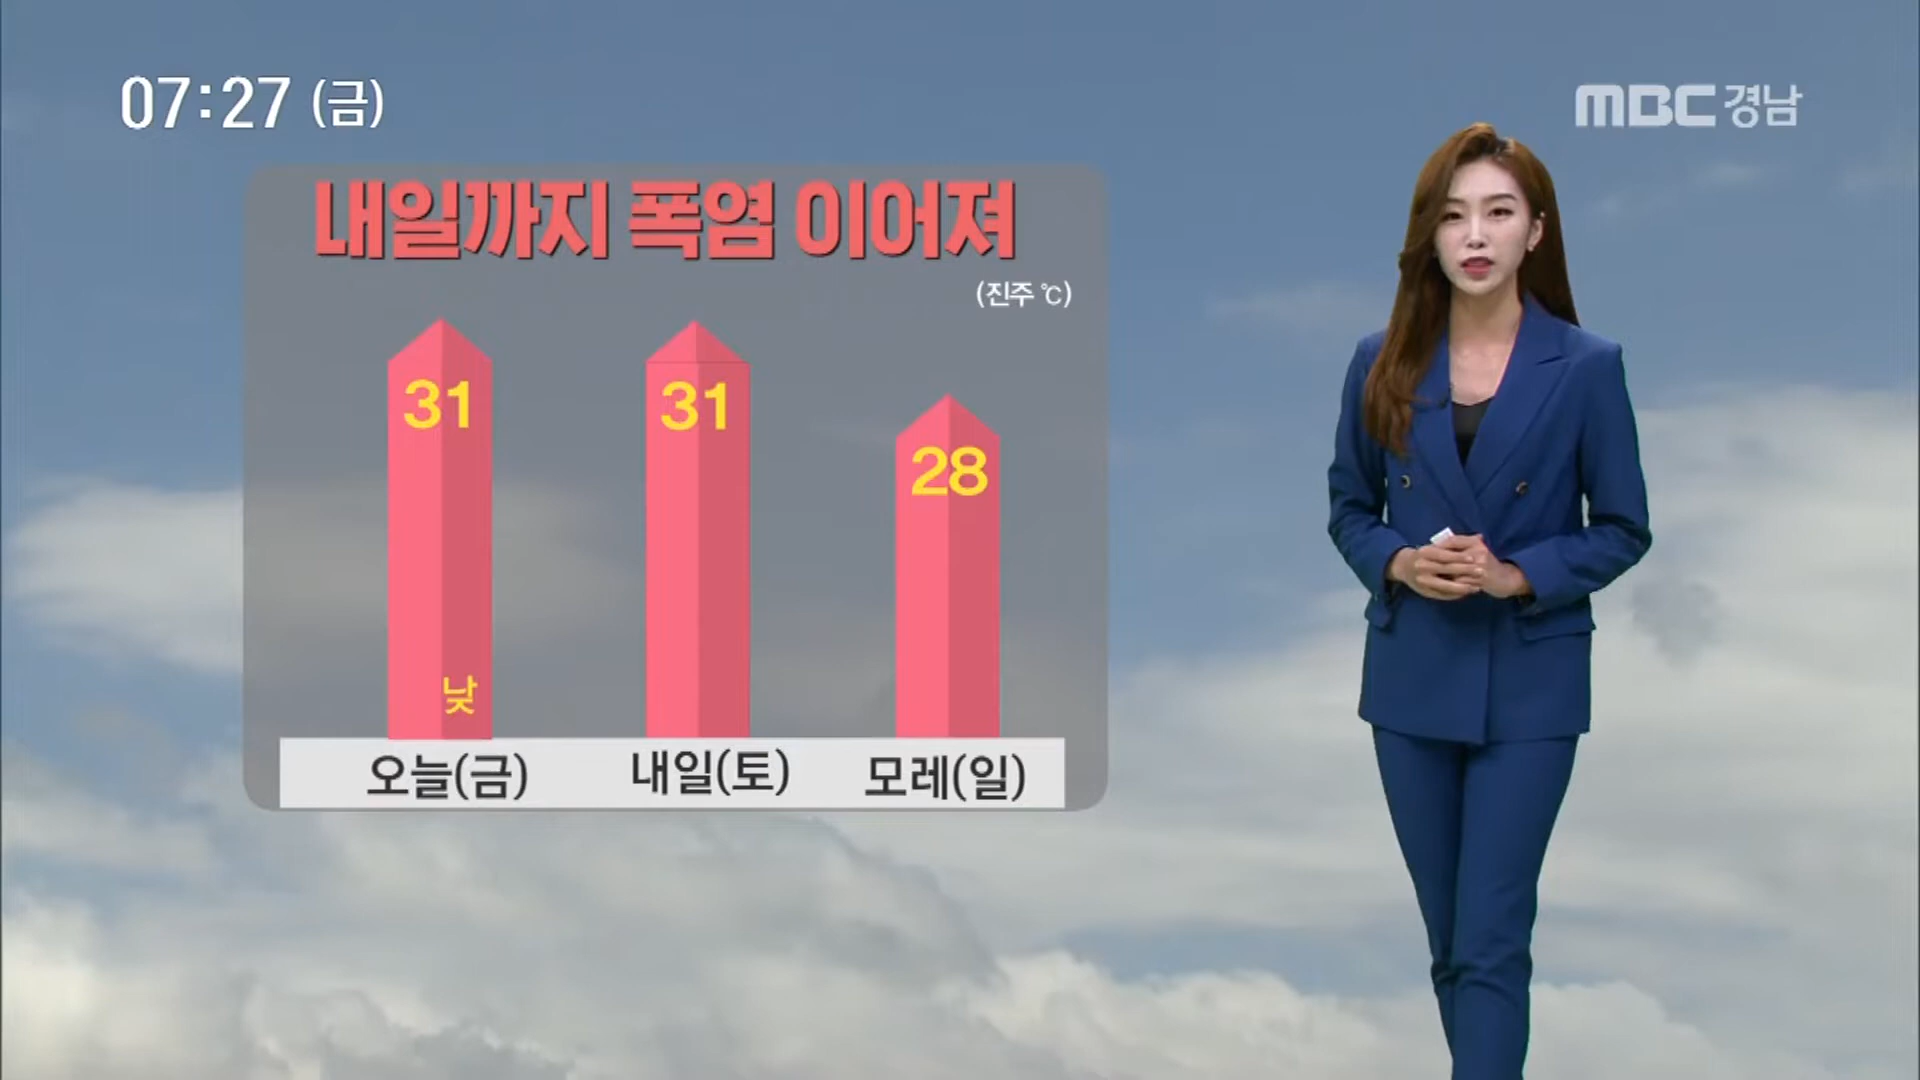 07:27 (금)
MBC경남
내일까지 폭염 이어져
(진주 ℃)
31
31
28
낮
오늘(금)
내일(토)
모레(일)